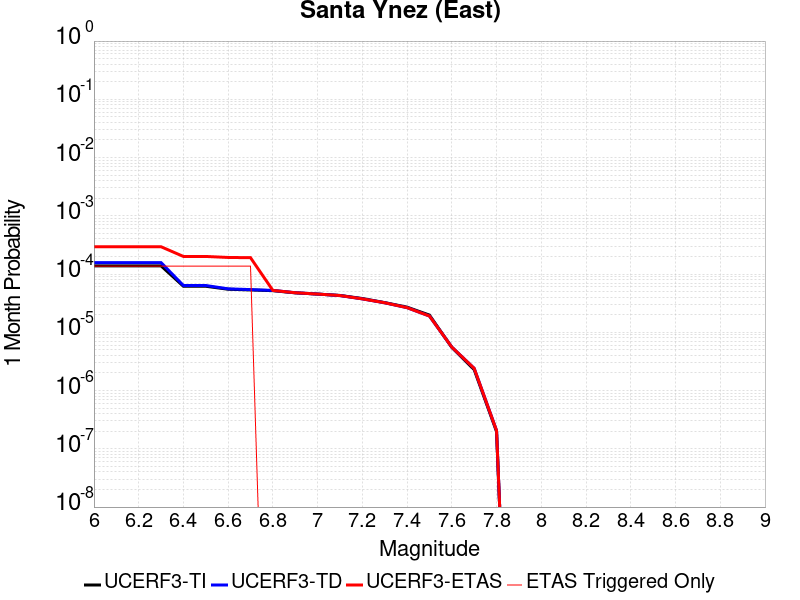 Santa Ynez (East)
10^0
10^-1
10^-2
10^-3
10^-4
10^-5
10^-6
10^-7
10^-8
1 Month Probability
6 6.2 6.4 6.6 6.8 7 7.2 7.4 7.6 7.8 8 8.2 8.4 8.6 8.8 9
Magnitude
UCERF3-TI UCERF3-TD UCERF3-ETAS ETAS Triggered Only